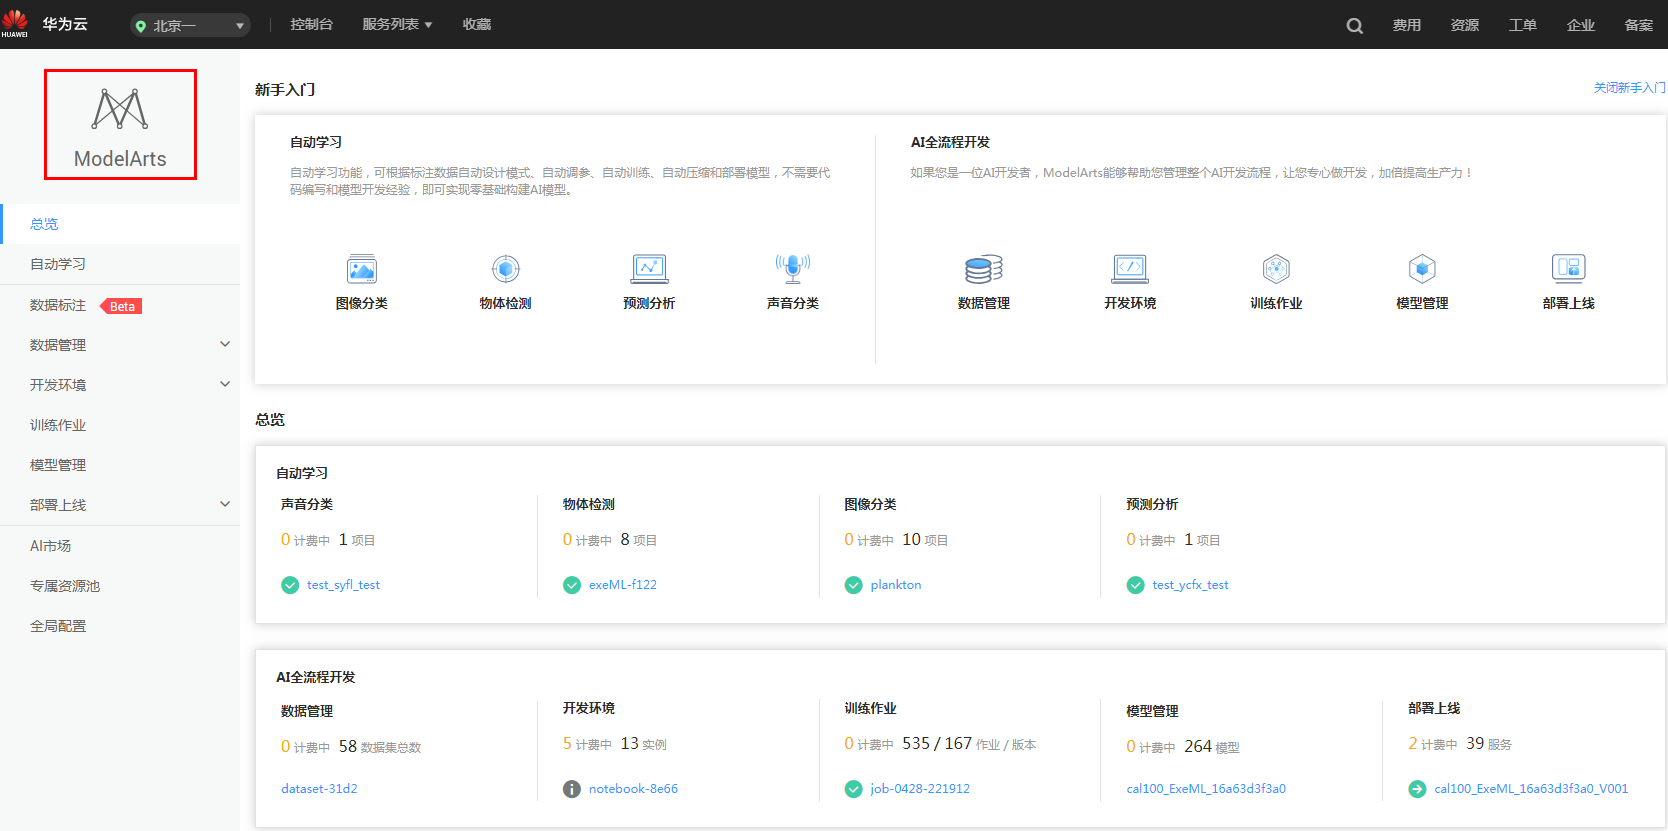 HUAWEI
华为云
北京一
控制台
服务列表
收藏
费用
资源
工单
企业
备案
ModelArts
总览
自动学习
数据标注 Beta
数据管理
开发环境
训练作业
模型管理
部署上线
AI市场
专属资源池
全局配置
新手入门
关闭新手入门
自动学习
自动学习功能，可根据标注数据自动设计模式、自动调参、自动训练、自动压缩和部署模型，不需要代
码编写和模型开发经验，即可实现零基础构建AI模型。
图像分类
物体检测
预测分析
声音分类
AI全流程开发
如果您是一位AI开发者，ModelArts能够帮助您管理整个AI开发流程，让您专心做开发，加倍提高生产力！
数据管理
开发环境
训练作业
模型管理
部署上线
总览
自动学习
声音分类
0 计费中 1 项目
test_syfl_test
物体检测
0 计费中 8 项目
exeML-f122
图像分类
0 计费中 10 项目
plankton
预测分析
0 计费中 1 项目
test_ycfx_test
AI全流程开发
数据管理
0 计费中 58 数据集总数
dataset-31d2
开发环境
5 计费中 13 实例
notebook-8e66
训练作业
0 计费中 535 / 167 作业 / 版本
job-0428-221912
模型管理
0 计费中 264 模型
cal100_ExeML_16a63d3f3a0
部署上线
2 计费中 39 服务
cal100_ExeML_16a63d3f3a0_V001